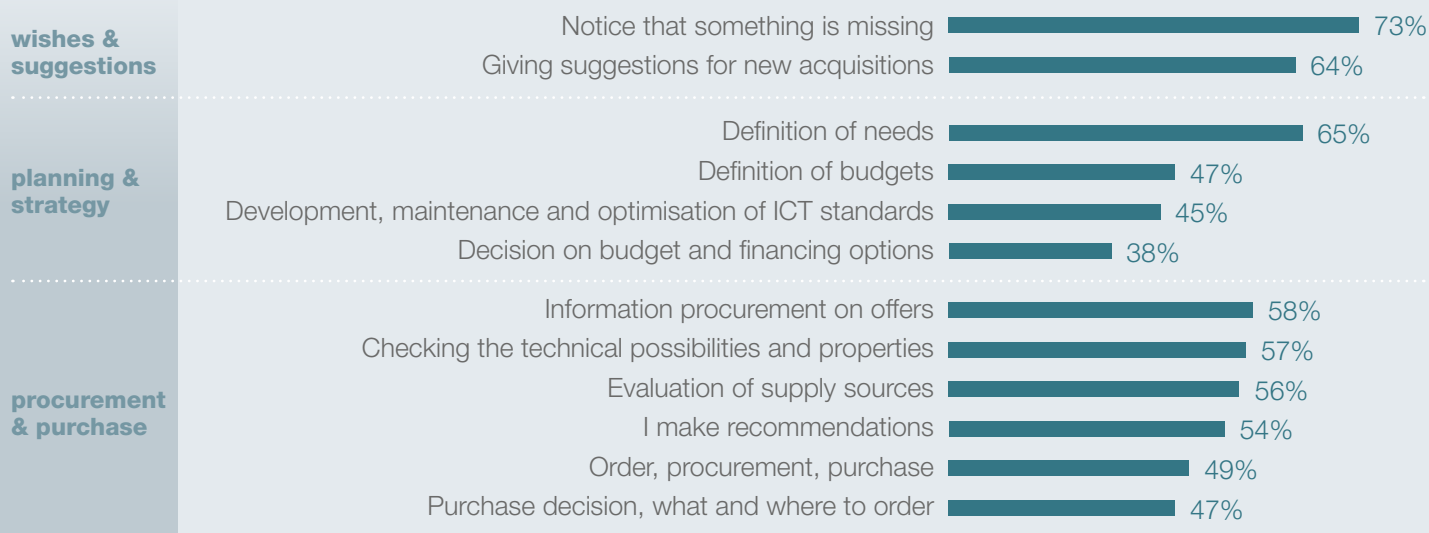 wishes &
suggestions
Notice that something is missing 73%
Giving suggestions for new acquisitions 64%
planning &
strategy
Definition of needs 65%
Definition of budgets 47%
Development, maintenance and optimisation of ICT standards 45%
Decision on budget and financing options 38%
procurement
& purchase
Information procurement on offers 58%
Checking the technical possibilities and properties 57%
Evaluation of supply sources 56%
I make recommendations 54%
Order, procurement, purchase 49%
Purchase decision, what and where to order 47%